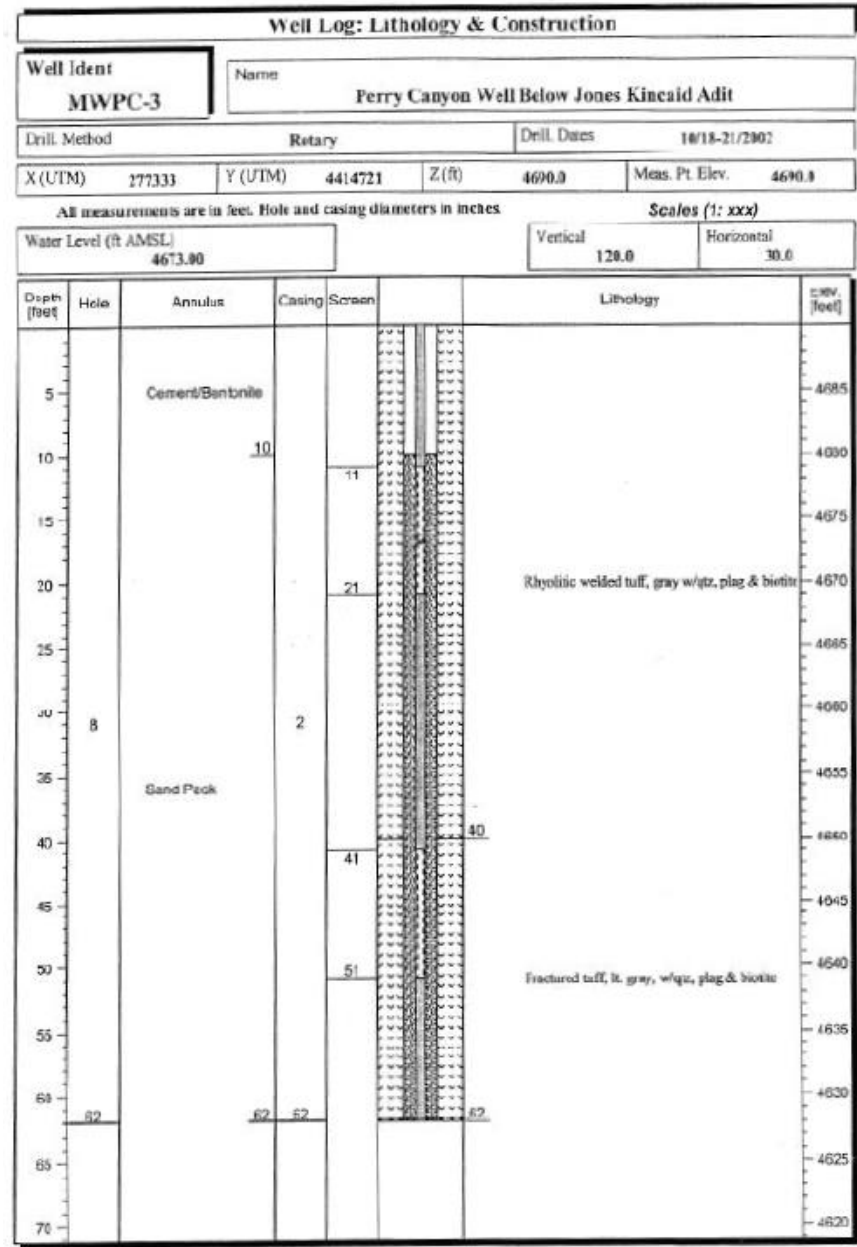 Well Log: Lithology & Construction
Well Ident
MWPC-3
Name
Perry Canyon Well Below Jones Kincaid Adit
Drill. Method Rotary Drill. Dates 10/18-21/2002
X (UTM) 277333 Y (UTM) 4414721 Z (ft) 4690.0 Meas. Pt. Elev. 4690.0
All measurements are in feet. Hole and casing diameters in inches Scales (1: xxx)
Water Level (ft AMSL) Vertical Horizontal
4673.00 120.0 30.0
Depth Hole Annulus Casing Screen Lithology Elev.
[feet] [feet]
5 Cement/Bentonite 4685
10
10 4680
11
15 4675
20 Rhyolitic welded tuff, gray w/qtz, plag & biotite 4670
21
25 4665
30 4660
8 2
35 4655
Sand Pack
40
40 4650
41
45 4645
50 4640
51 Fractured tuff, lt. gray, w/qtz, plag & biotite
55 4635
60 4630
62 62 62 62
65 4625
70 4620